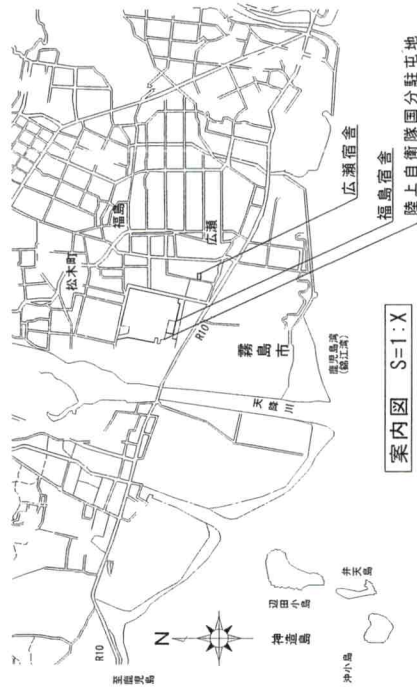 松木町
福島
広瀬
広瀬宿舎
福島宿舎
陸上自衛隊国分駐屯地
R10
霧島市
鹿児島湾
(錦江湾)
天降川
案内図 S=1:X
R10
至鹿児島
N
神造島
辺田小島
弁天島
沖小島